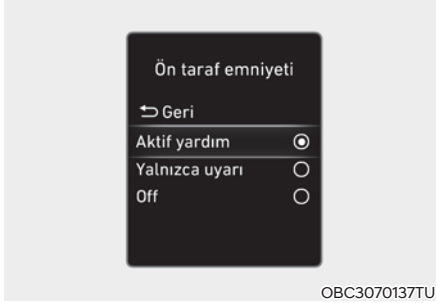 Ön taraf emniyeti
Geri
Aktif yardım
Yalnızca uyarı
Off
OBC3070137TU